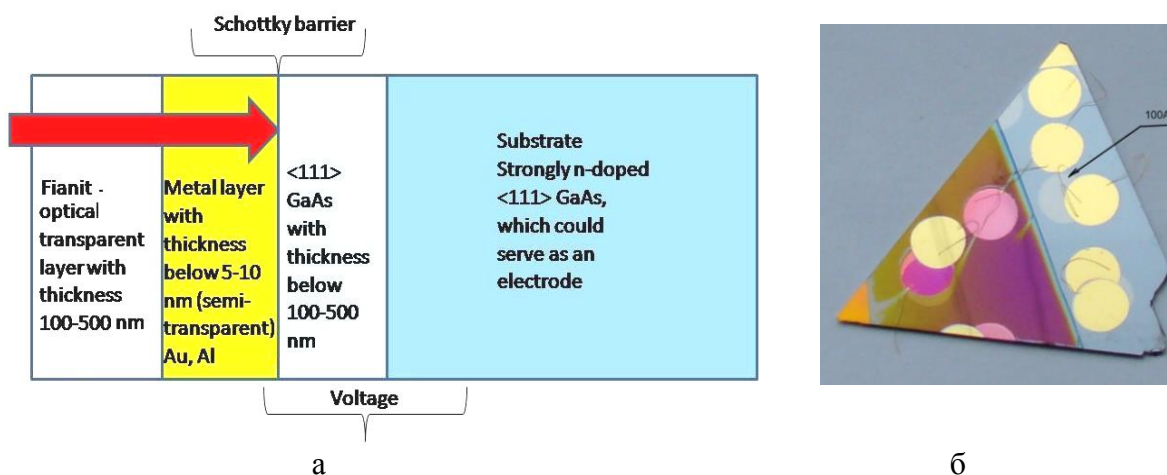 Schottky barrier
Fianit -
optical
transparent
layer with
thickness
100-500 nm
Metal layer
with
thickness
below 5-10
nm (semi-
transparent)
Au, Al
<111>
GaAs
with
thickness
below
100-500
nm
Substrate
Strongly n-doped
<111> GaAs,
which could
serve as an
electrode
Voltage
100A
а
б